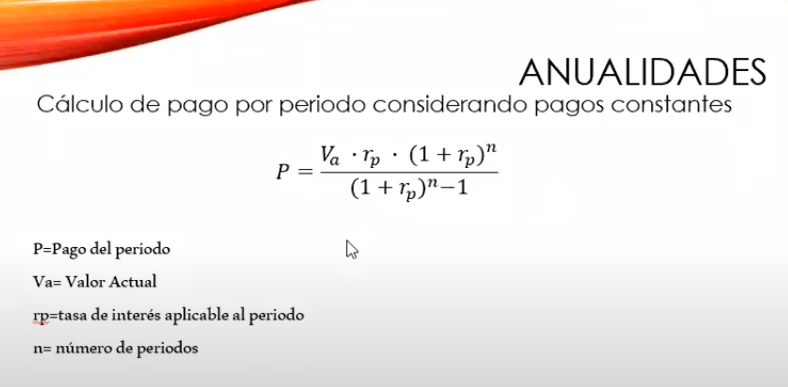 ANUALIDADES
Cálculo de pago por periodo considerando pagos constantes
P = \frac{V_a \cdot r_p \cdot (1 + r_p)^n}{(1 + r_p)^n - 1}
P=Pago del periodo
Va= Valor Actual
rp=tasa de interés aplicable al periodo
n= número de periodos